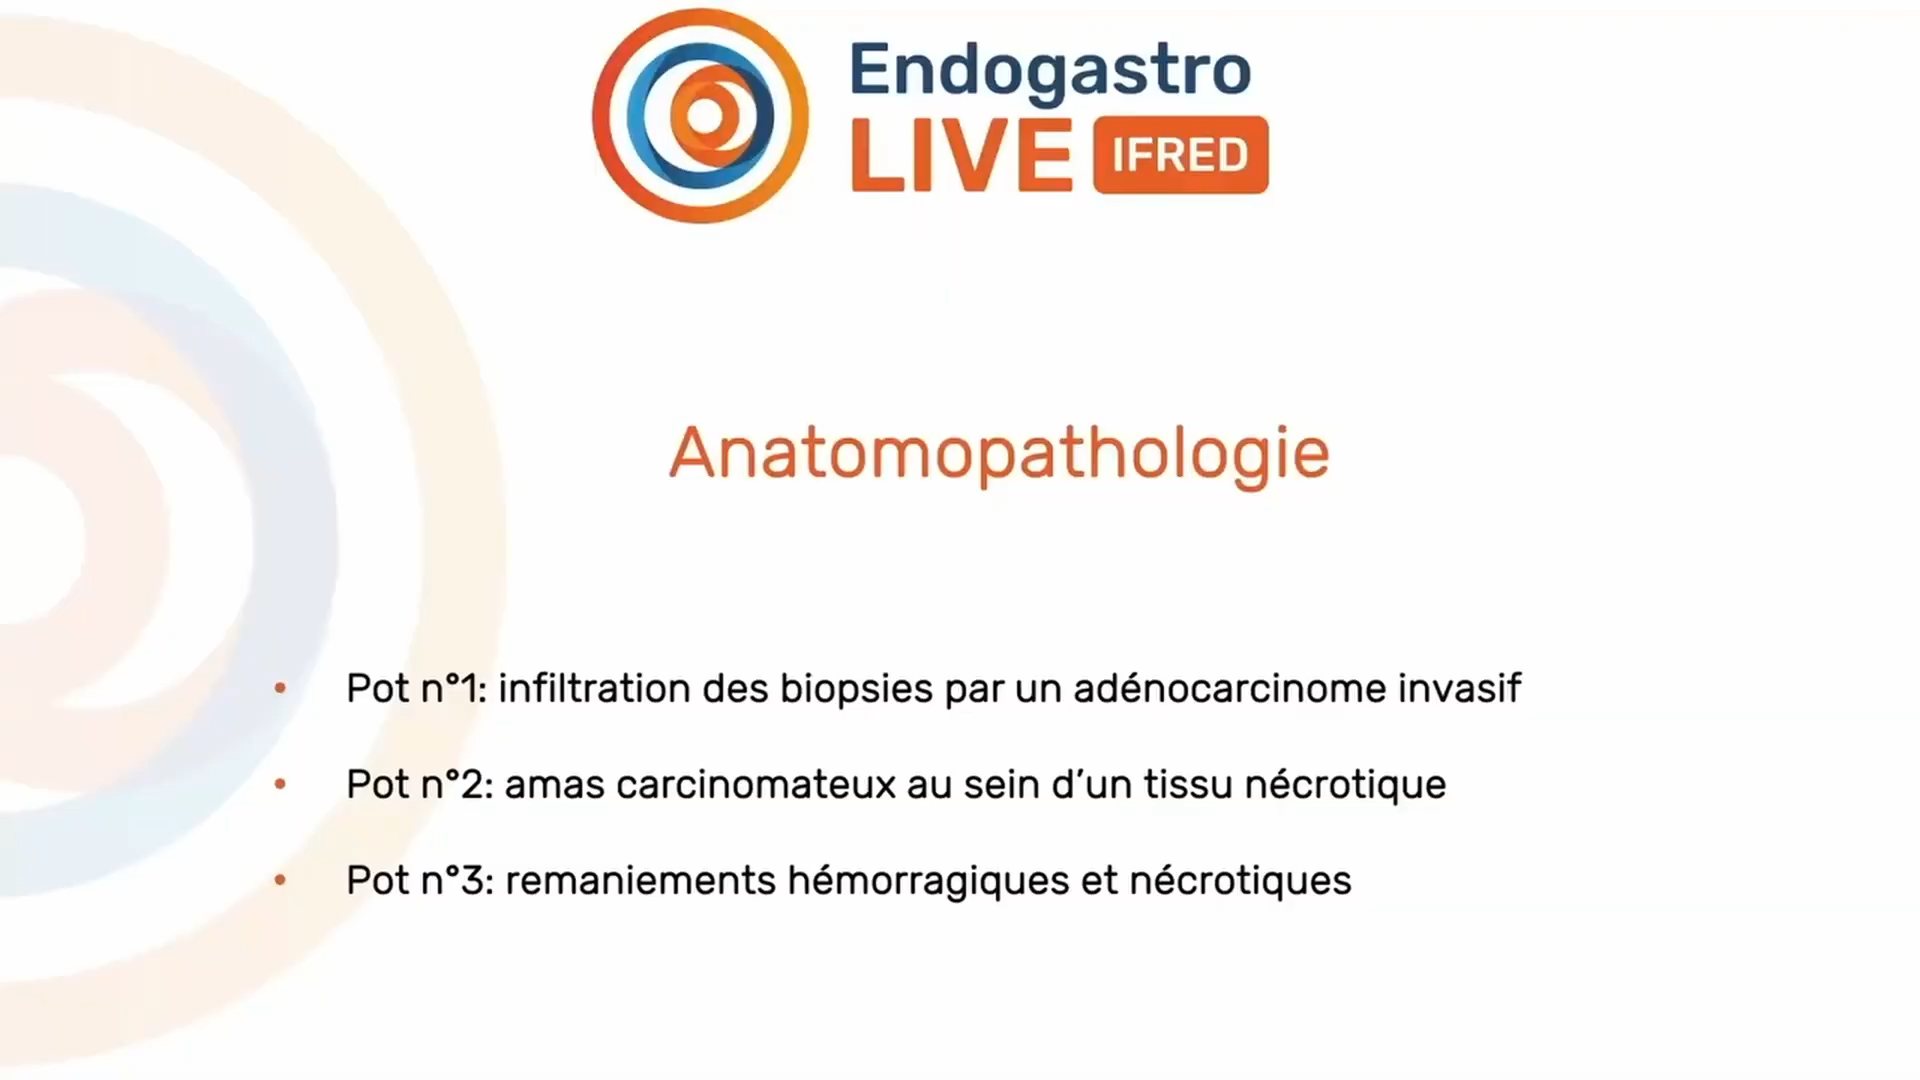 Endogastro
LIVE IFRED
Anatomopathologie
• Pot n°1: infiltration des biopsies par un adénocarcinome invasif
• Pot n°2: amas carcinomateux au sein d’un tissu nécrotique
• Pot n°3: remaniements hémorragiques et nécrotiques